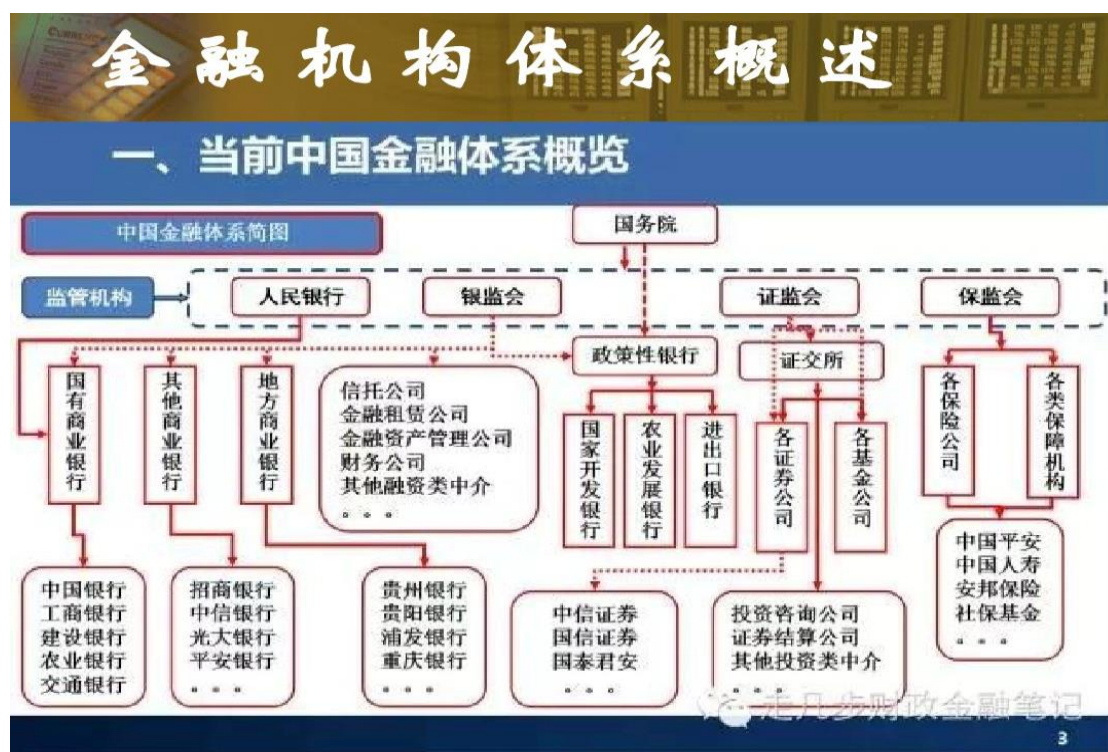 金融机构体系概述
一、当前中国金融体系概览
中国金融体系简图
国务院
监管机构
人民银行
银监会
证监会
保监会
政策性银行
证交所
国有商业银行
其他商业银行
地方商业银行
信托公司
金融租赁公司
金融资产管理公司
财务公司
其他融资类中介
。。。
国家开发银行
农业发展银行
进出口银行
各证券公司
各基金公司
各保险公司
各类保障机构
中国银行
工商银行
建设银行
农业银行
交通银行
招商银行
中信银行
光大银行
平安银行
。。。
贵州银行
贵阳银行
浦发银行
重庆银行
。。。
中信证券
国信证券
国泰君安
。。。
投资咨询公司
证券结算公司
其他投资类中介
。。。
中国平安
中国人寿
安邦保险
社保基金
。。。
走几步财政金融笔记
3